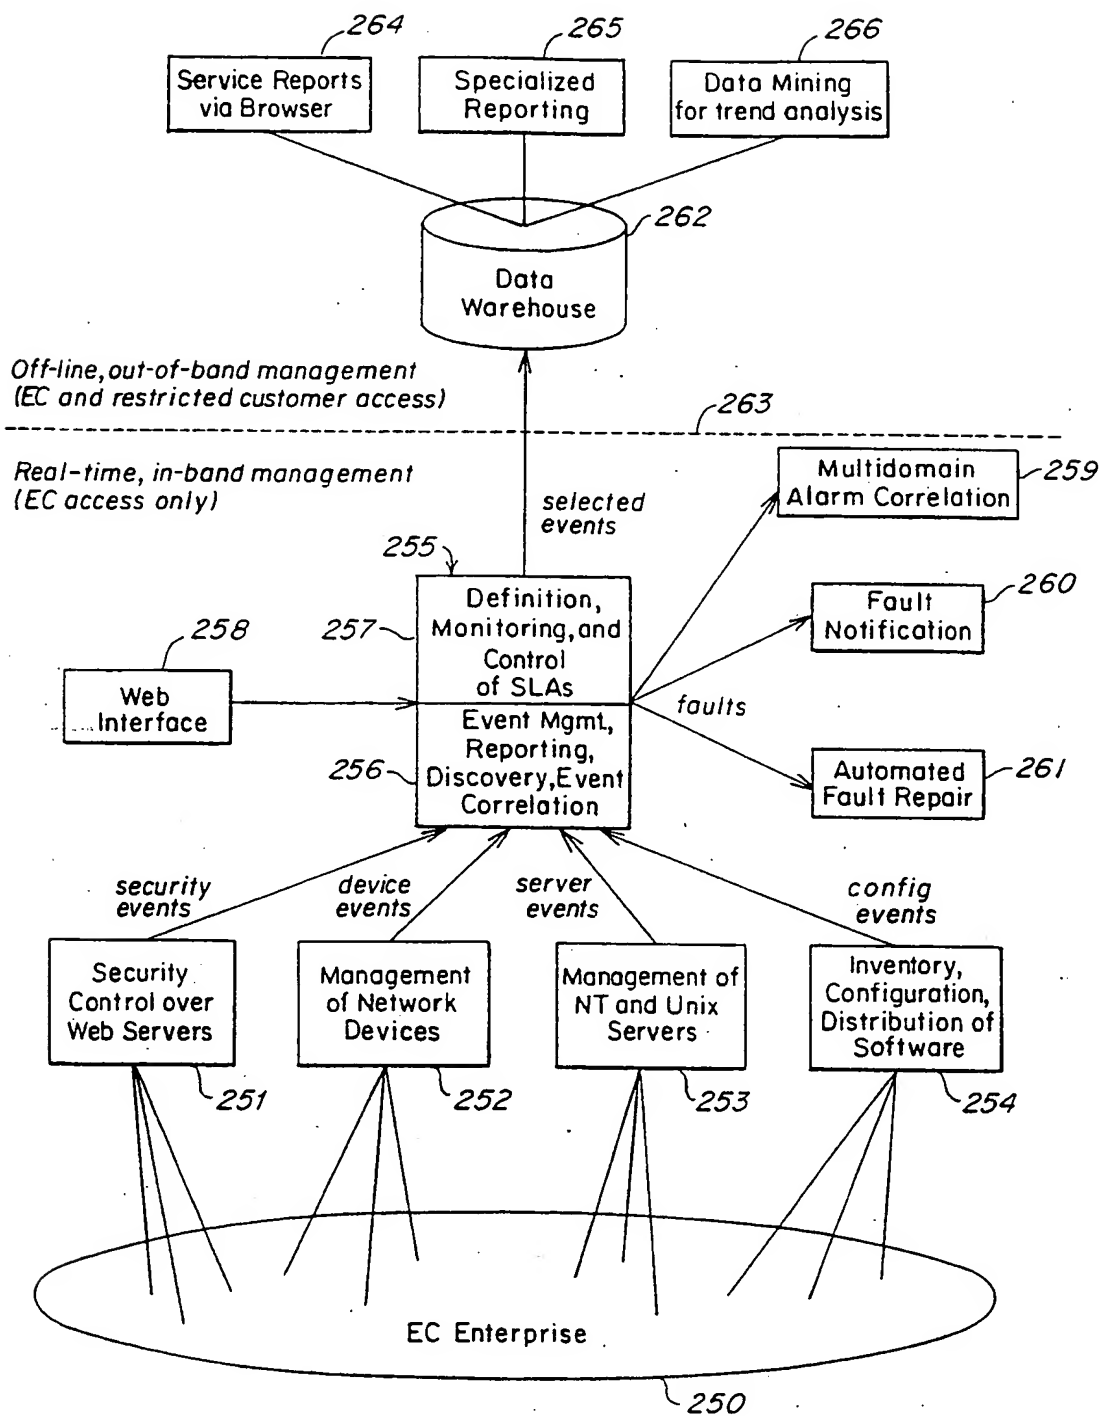 264
265
266
Service Reports
via Browser
Specialized
Reporting
Data Mining
for trend analysis
262
Data
Warehouse
Off-line, out-of-band management
(EC and restricted customer access)
263
Real-time, in-band management
(EC access only)
selected
events
Multidomain
Alarm Correlation
259
255
257
Definition,
Monitoring, and
Control
of SLAs
Fault
Notification
260
258
Web
Interface
faults
256
Event Mgmt,
Reporting,
Discovery, Event
Correlation
Automated
Fault Repair
261
security
events
device
events
server
events
config
events
Security
Control over
Web Servers
Management
of Network
Devices
Management of
NT and Unix
Servers
Inventory,
Configuration,
Distribution of
Software
251
252
253
254
EC Enterprise
250